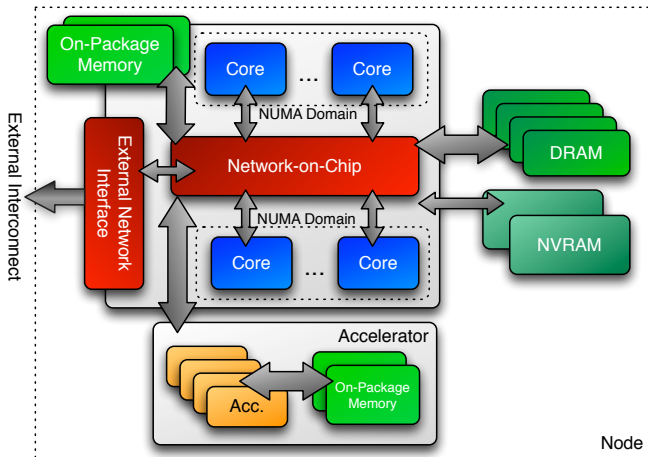 On-Package
Memory
Core
...
Core
NUMA Domain
External Interconnect
External Network
Interface
Network-on-Chip
DRAM
NUMA Domain
Core
...
Core
NVRAM
Accelerator
Acc.
On-Package
Memory
Node